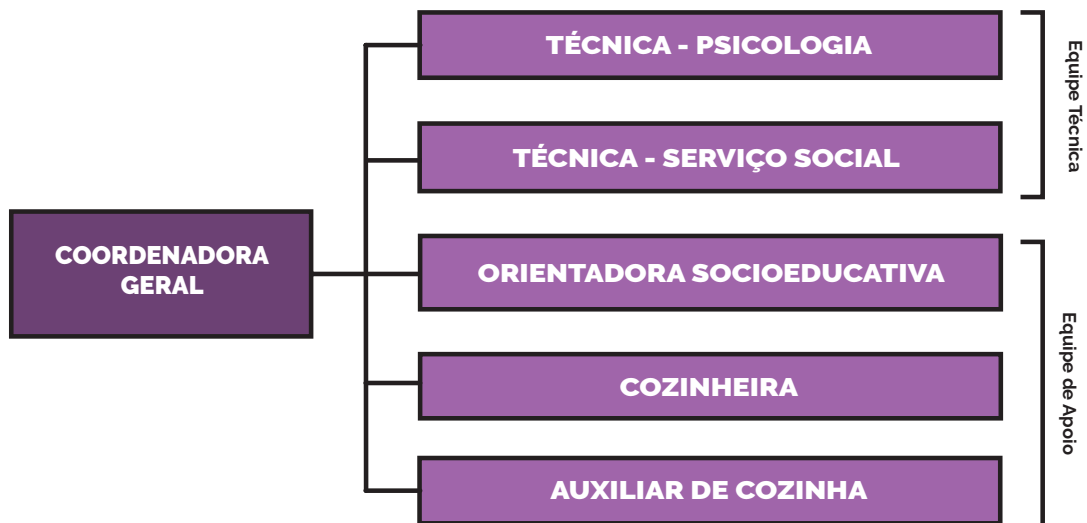 TÉCNICA - PSICOLOGIA
TÉCNICA - SERVIÇO SOCIAL
Equipe Técnica
COORDENADORA
GERAL
ORIENTADORA SOCIOEDUCATIVA
COZINHEIRA
AUXILIAR DE COZINHA
Equipe de Apoio